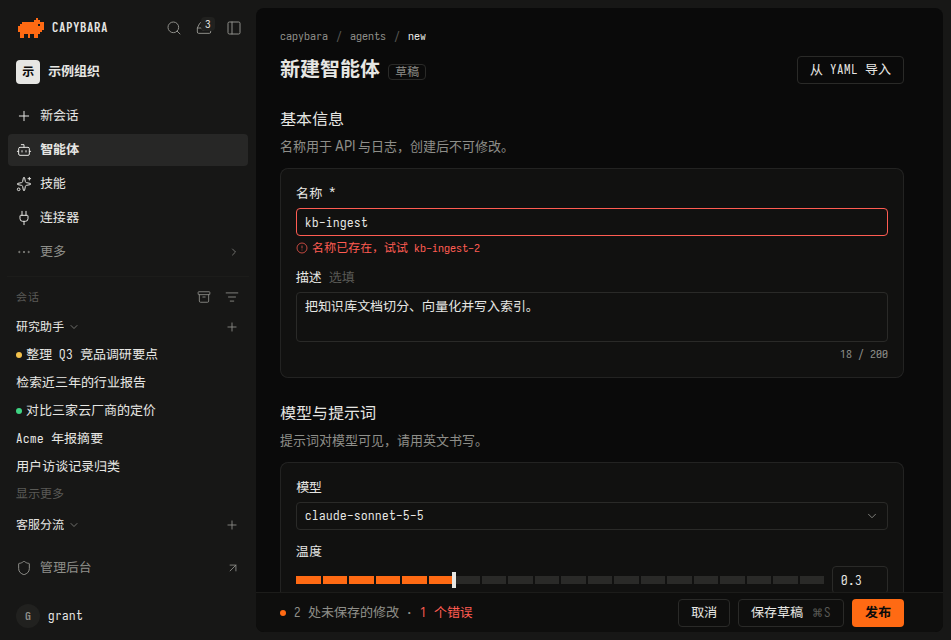 CAPYBARA
3
示 示例组织
新会话
智能体
技能
连接器
更多
会话
研究助手
整理 Q3 竞品调研要点
检索近三年的行业报告
对比三家云厂商的定价
Acme 年报摘要
用户访谈记录归类
显示更多
客服分流
管理后台
G grant
capybara / agents / new
新建智能体 草稿
从 YAML 导入
基本信息
名称用于 API 与日志，创建后不可修改。
名称 *
kb-ingest
名称已存在，试试 kb-ingest-2
描述 选填
把知识库文档切分、向量化并写入索引。
18 / 200
模型与提示词
提示词对模型可见，请用英文书写。
模型
claude-sonnet-5-5
温度
0.3
2 处未保存的修改 · 1 个错误
取消
保存草稿 ⌘S
发布